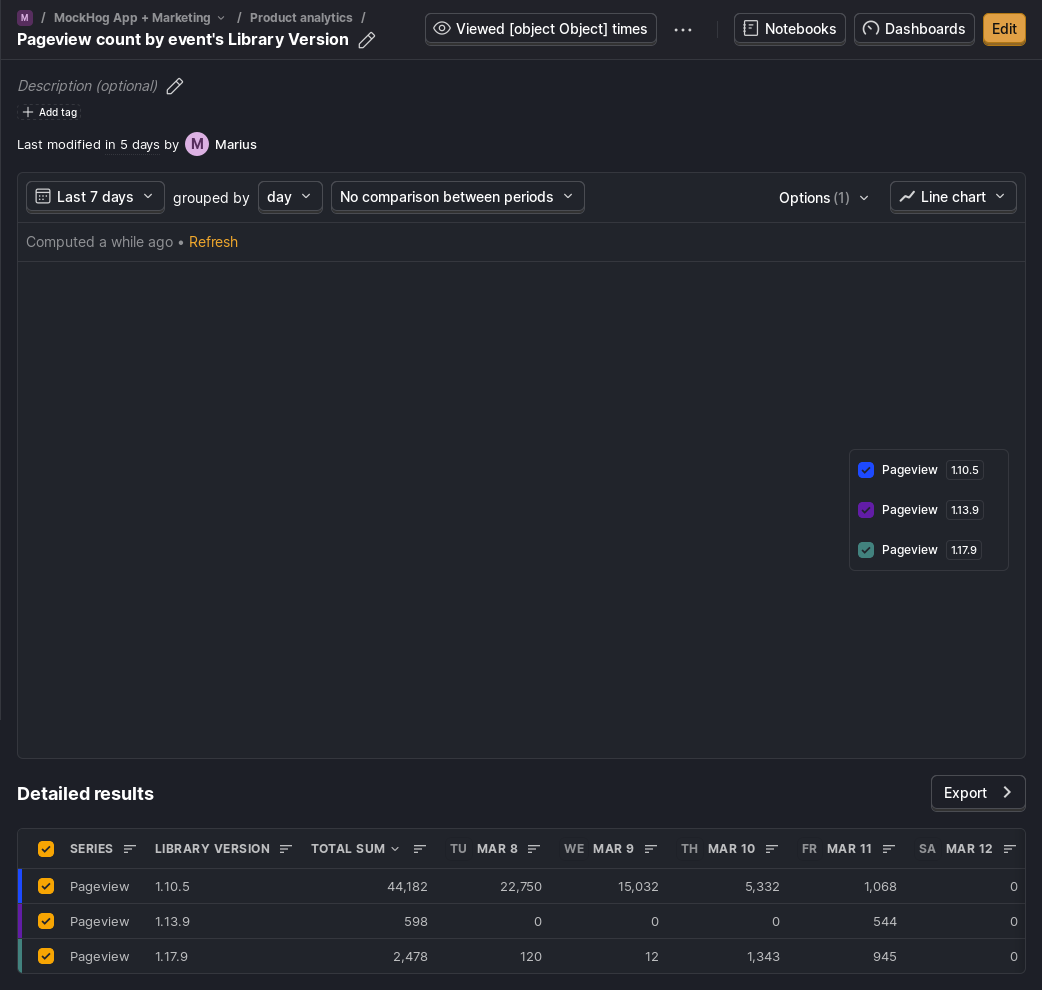 M / MockHog App + Marketing / Product analytics /
Pageview count by event's Library Version
Viewed [object Object] times
Notebooks
Dashboards
Edit
Description (optional)
Add tag
Last modified in 5 days by M Marius
Last 7 days grouped by day No comparison between periods Options (1) Line chart
Computed a while ago • Refresh
Pageview 1.10.5
Pageview 1.13.9
Pageview 1.17.9
Detailed results
Export
SERIES LIBRARY VERSION TOTAL SUM TU MAR 8 WE MAR 9 TH MAR 10 FR MAR 11 SA MAR 12
Pageview 1.10.5 44,182 22,750 15,032 5,332 1,068 0
Pageview 1.13.9 598 0 0 0 544 0
Pageview 1.17.9 2,478 120 12 1,343 945 0